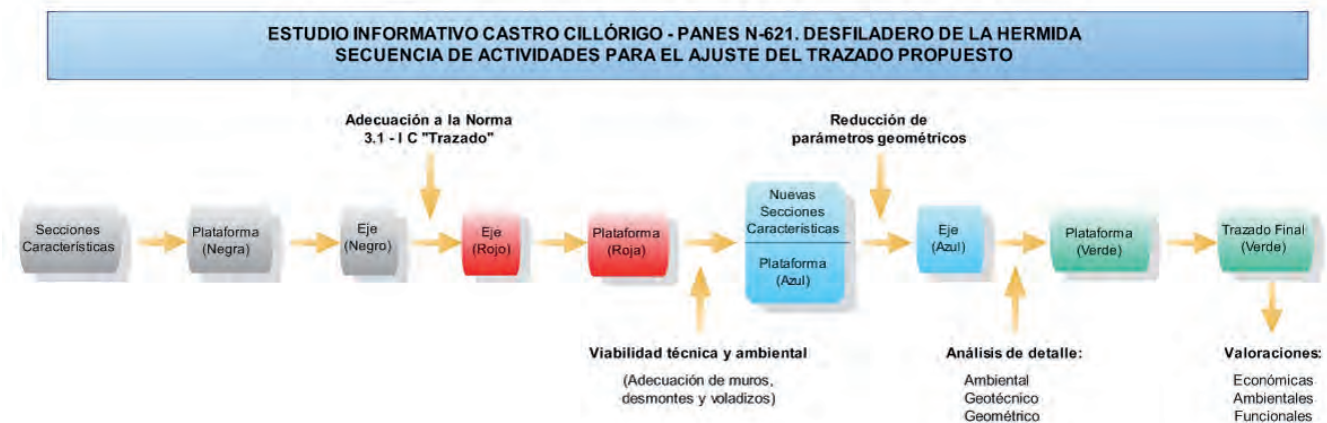 ESTUDIO INFORMATIVO CASTRO CILLÓRIGO - PANES N-621. DESFILADERO DE LA HERMIDA
SECUENCIA DE ACTIVIDADES PARA EL AJUSTE DEL TRAZADO PROPUESTO
Adecuación a la Norma
3.1 - I C "Trazado"
Reducción de
parámetros geométricos
Secciones
Características
Plataforma
(Negra)
Eje
(Negro)
Eje
(Rojo)
Plataforma
(Roja)
Nuevas
Secciones
Características
Plataforma
(Azul)
Eje
(Azul)
Plataforma
(Verde)
Trazado Final
(Verde)
Viabilidad técnica y ambiental
(Adecuación de muros,
desmontes y voladizos)
Análisis de detalle:
Ambiental
Geotécnico
Geométrico
Valoraciones:
Económicas
Ambientales
Funcionales